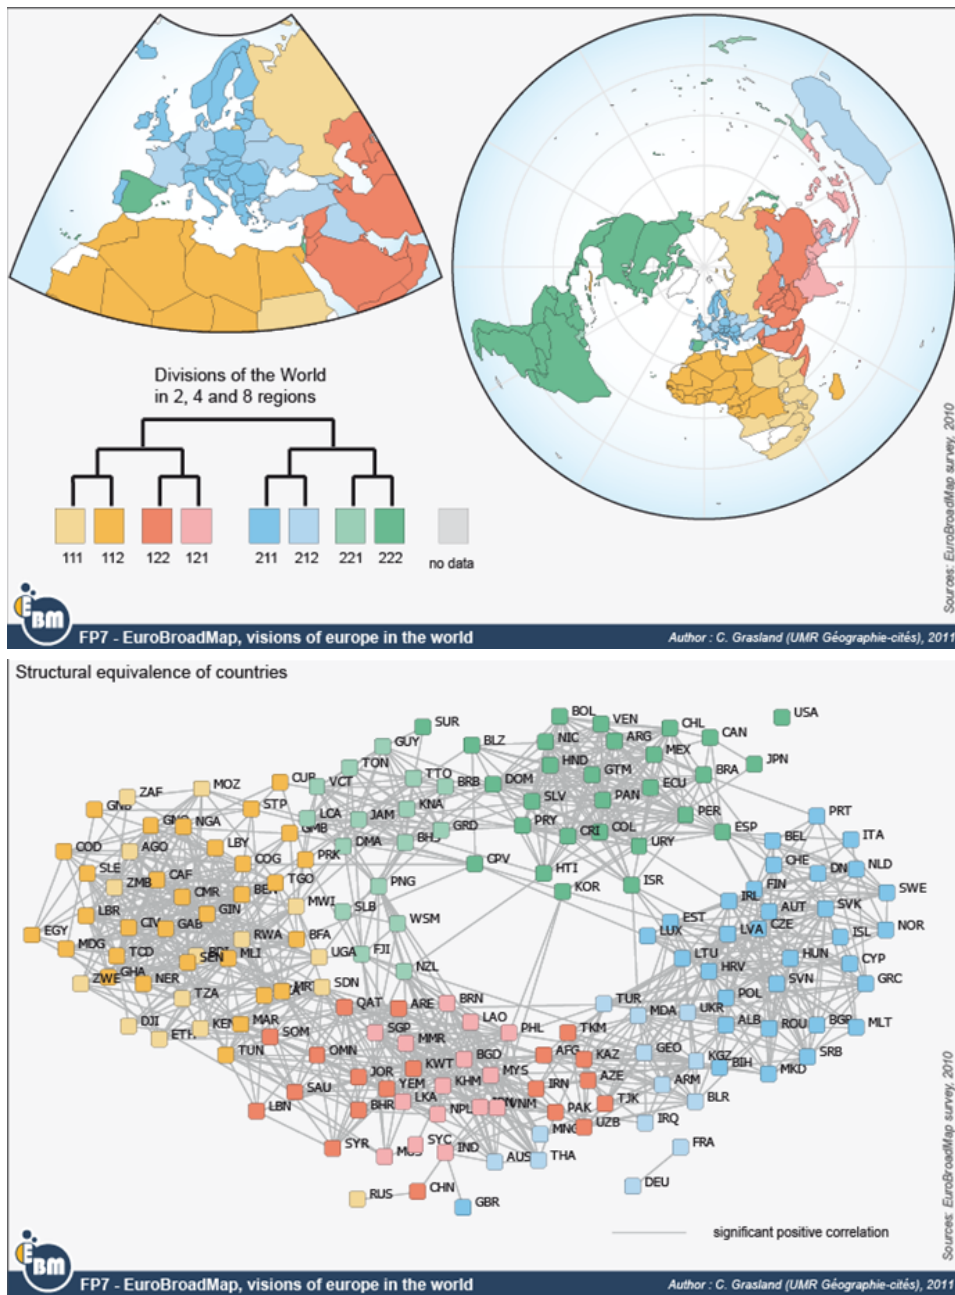 Divisions of the World
in 2, 4 and 8 regions
111 112 122 121 211 212 221 222 no data
Sources: EuroBroadMap survey, 2010
EBM
FP7 - EuroBroadMap, visions of europe in the world
Author : C. Grasland (UMR Géographie-cités), 2011
Structural equivalence of countries
BOL VEN USA
SUR CHL CAN
GUY BLZ NIC ARG MEX
TON HND GTM JPN
MOZ CUB VCT TTO BRB DOM ECU BRA
ZAF KNA SLV PAN PER PRT
STP LCA JAM
NGA GMB GRD PRY CRI COL ESP BEL ITA
COD AGO LBY DMA URY
SLE COG PRK CPV HTI ISR CHE NLD
ZMB CAF TGO PNG KOR FIN SWE
CMR MWI IRL
LBR GIN SLB WSM EST AUT SVK
EGY CIV GAB RWA BFA LUX LVA CZE ISL NOR
MDG TCD MLI UGA FJI LTU HUN CYP
GHA NER SEN NZL HRV SVN GRC
ZWE TZA SDN
QAT ARE BRN TUR POL
DJI MAR LAO MDA UKR ALB ROU BGP MLT
SOM SGP PHL TKM
TUN OMN MMR AFG KAZ GEO KGZ SRB
JOR KWT BGD BIH MKD
SAU YEM KHM MYS IRN AZE ARM
LBN BHR LKA NPL VNM PAK TJK BLR
UZB IRQ
SYR SYC IND AUS THA FRA
RUS CHN GBR DEU
significant positive correlation
Sources: EuroBroadMap survey, 2010
EBM
FP7 - EuroBroadMap, visions of europe in the world
Author : C. Grasland (UMR Géographie-cités), 2011